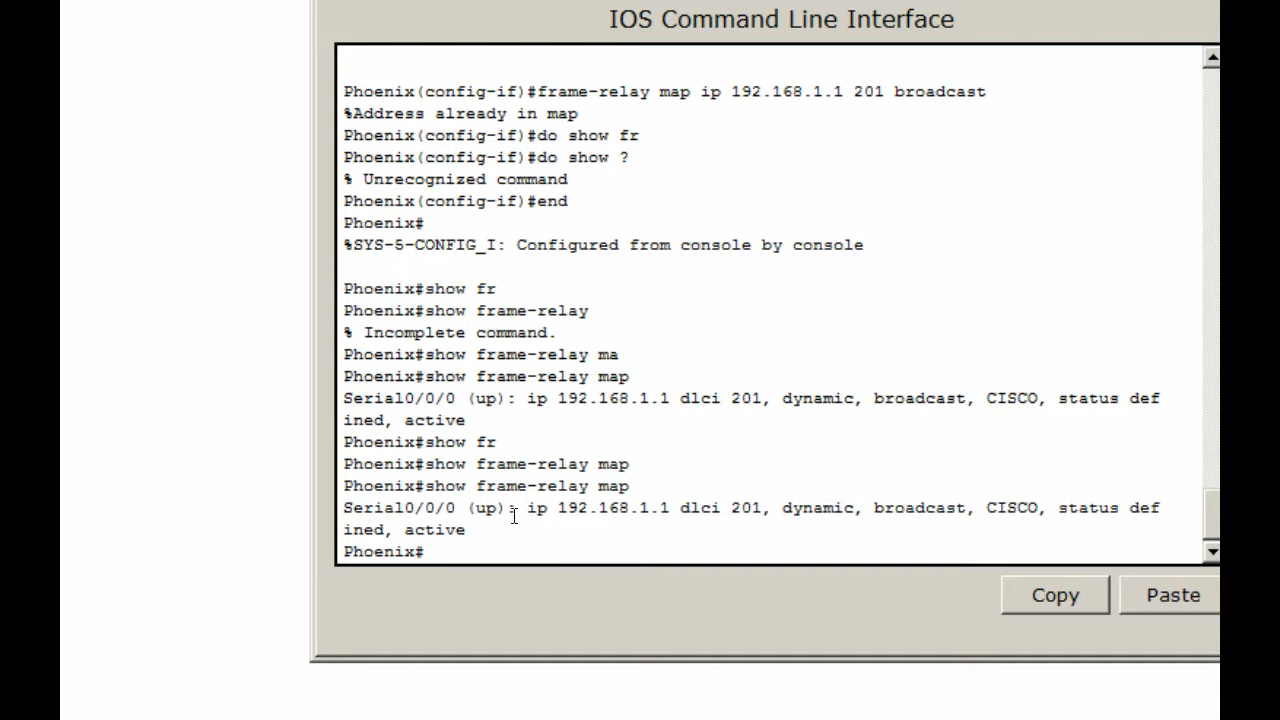 IOS Command Line Interface
Phoenix(config-if)#frame-relay map ip 192.168.1.1 201 broadcast
%Address already in map
Phoenix(config-if)#do show fr
Phoenix(config-if)#do show ?
% Unrecognized command
Phoenix(config-if)#end
Phoenix#
%SYS-5-CONFIG_I: Configured from console by console
Phoenix#show fr
Phoenix#show frame-relay
% Incomplete command.
Phoenix#show frame-relay ma
Phoenix#show frame-relay map
Serial0/0/0 (up): ip 192.168.1.1 dlci 201, dynamic, broadcast, CISCO, status def
ined, active
Phoenix#show fr
Phoenix#show frame-relay map
Phoenix#show frame-relay map
Serial0/0/0 (up): ip 192.168.1.1 dlci 201, dynamic, broadcast, CISCO, status def
ined, active
Phoenix#
Copy
Paste